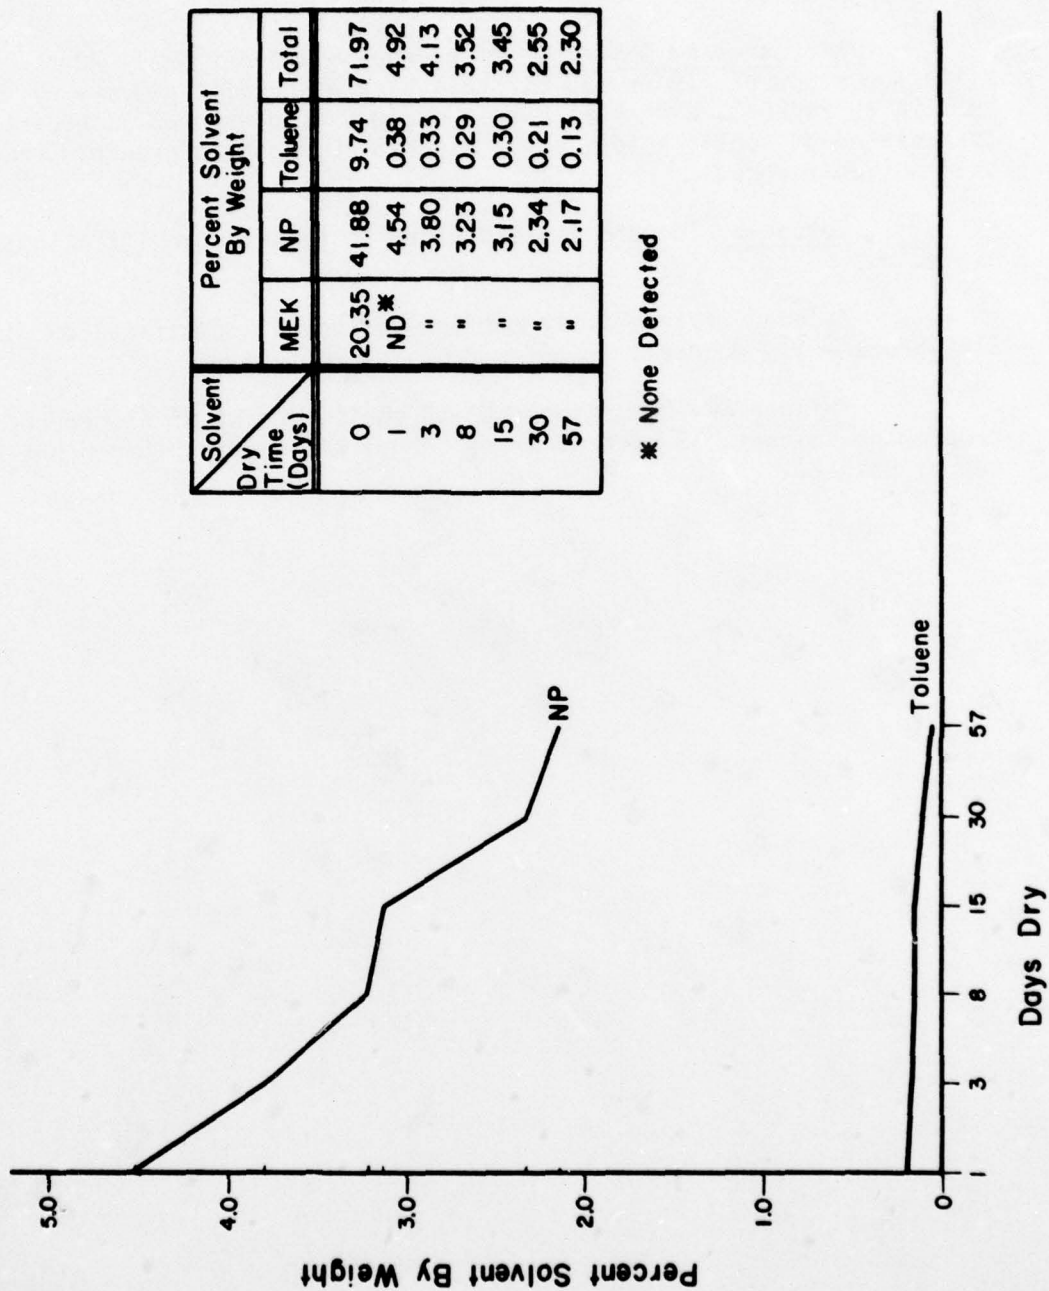 Solvent
Percent Solvent
By Weight
Dry
Time
(Days)
MEK NP Toluene Total
0 20.35 41.88 9.74 71.97
1 ND* 4.54 0.38 4.92
3 " 3.80 0.33 4.13
8 " 3.23 0.29 3.52
15 " 3.15 0.30 3.45
30 " 2.34 0.21 2.55
57 " 2.17 0.13 2.30
* None Detected
Percent Solvent By Weight
5.0
4.0
3.0
2.0
1.0
0
NP
Toluene
1 3 8 15 30 57
Days Dry